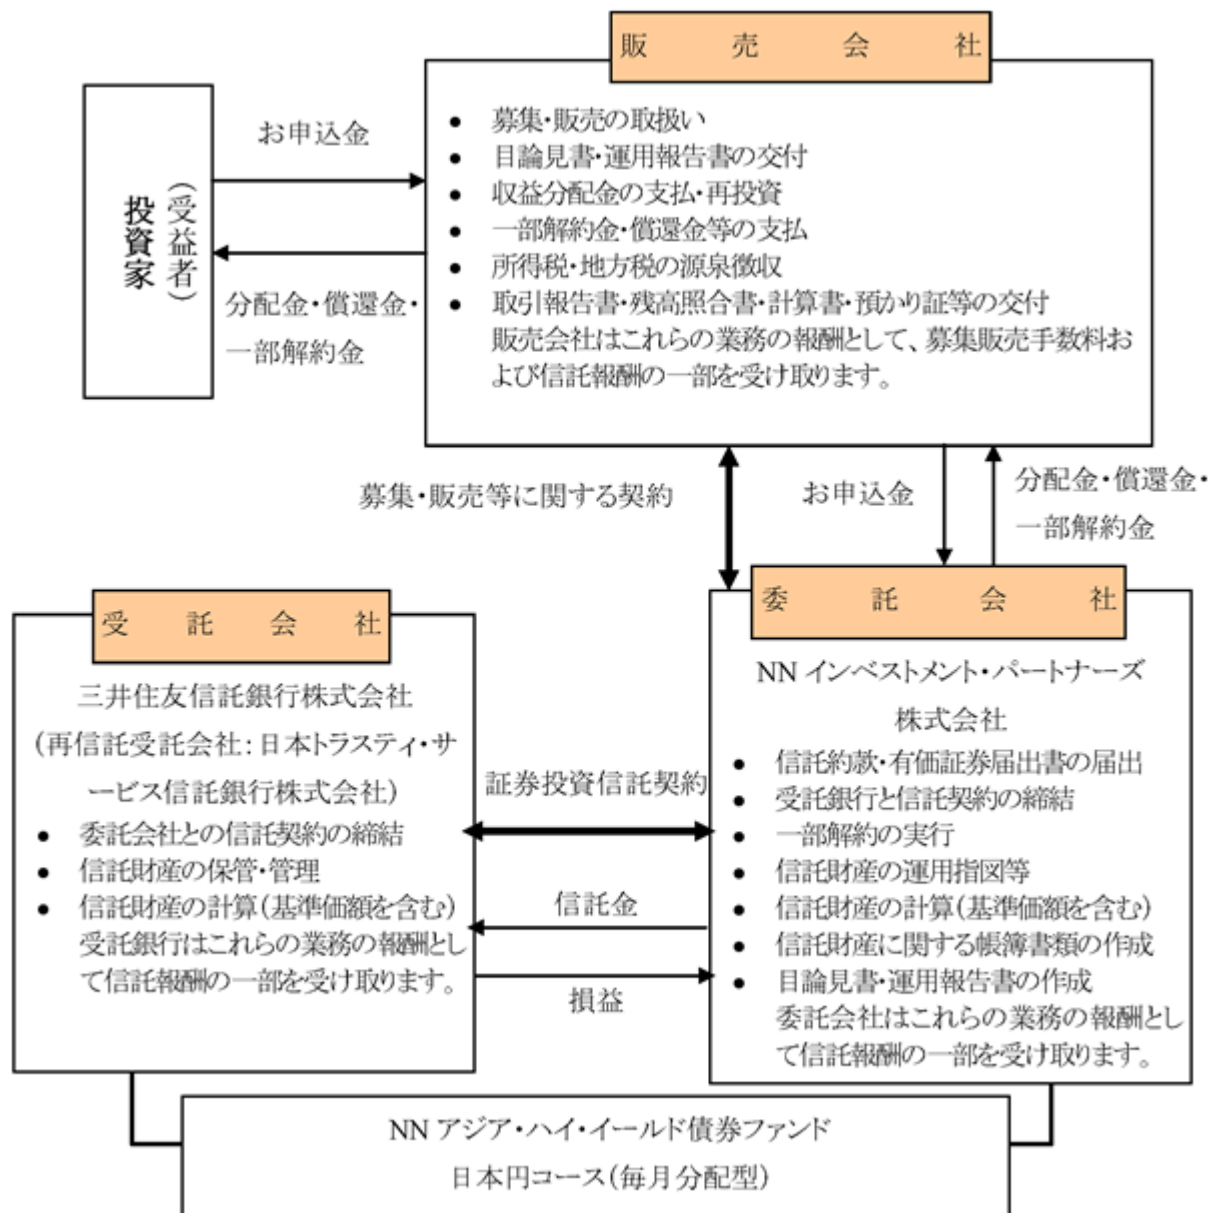 販売会社
● 募集・販売の取扱い
● 目論見書・運用報告書の交付
● 収益分配金の支払・再投資
● 一部解約金・償還金等の支払
● 所得税・地方税の源泉徴収
● 取引報告書・残高照合書・計算書・預かり証等の交付
販売会社はこれらの業務の報酬として、募集販売手数料お
よび信託報酬の一部を受け取ります。
(受益者)
投資家
お申込金
分配金・償還金・
一部解約金
募集・販売等に関する契約
お申込金
分配金・償還金・
一部解約金
受託会社
三井住友信託銀行株式会社
(再信託受託会社:日本トラスティ・サ
ービス信託銀行株式会社)
● 委託会社との信託契約の締結
● 信託財産の保管・管理
● 信託財産の計算(基準価額を含む)
受託銀行はこれらの業務の報酬とし
て信託報酬の一部を受け取ります。
証券投資信託契約
信託金
損益
委託会社
NN インベストメント・パートナーズ
株式会社
● 信託約款・有価証券届出書の届出
● 受託銀行と信託契約の締結
● 一部解約の実行
● 信託財産の運用指図等
● 信託財産の計算(基準価額を含む)
● 信託財産に関する帳簿書類の作成
● 目論見書・運用報告書の作成
委託会社はこれらの業務の報酬とし
て信託報酬の一部を受け取ります。
NN アジア・ハイ・イールド債券ファンド
日本円コース(毎月分配型)